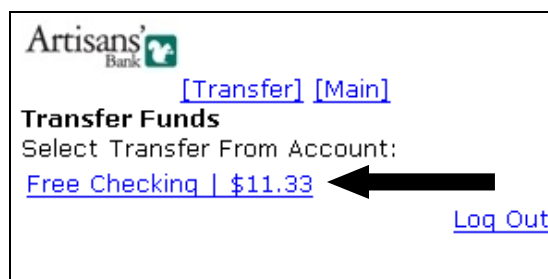 Artisans'
Bank
[Transfer] [Main]
Transfer Funds
Select Transfer From Account:
Free Checking | $11.33
Log Out